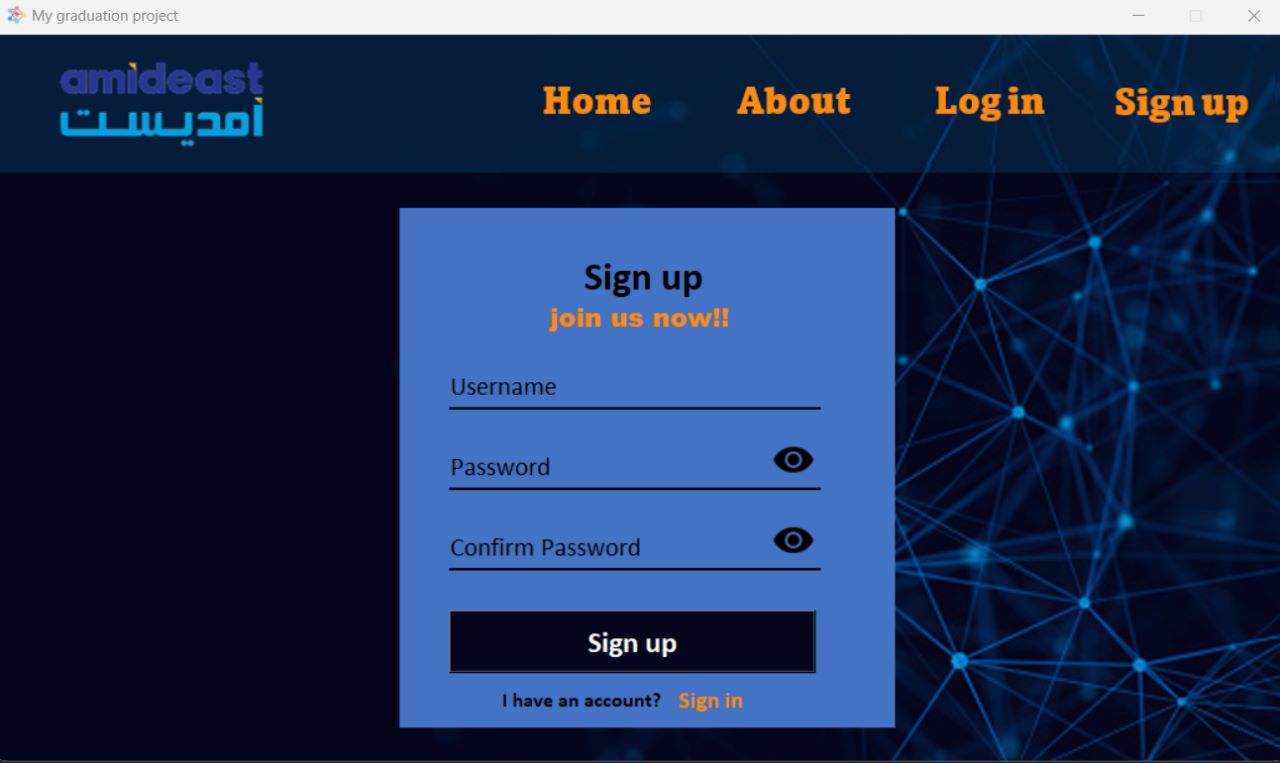 My graduation project
amideast
أمديست
Home About Log in Sign up
Sign up
join us now!!
Username
Password
Confirm Password
Sign up
I have an account? Sign in